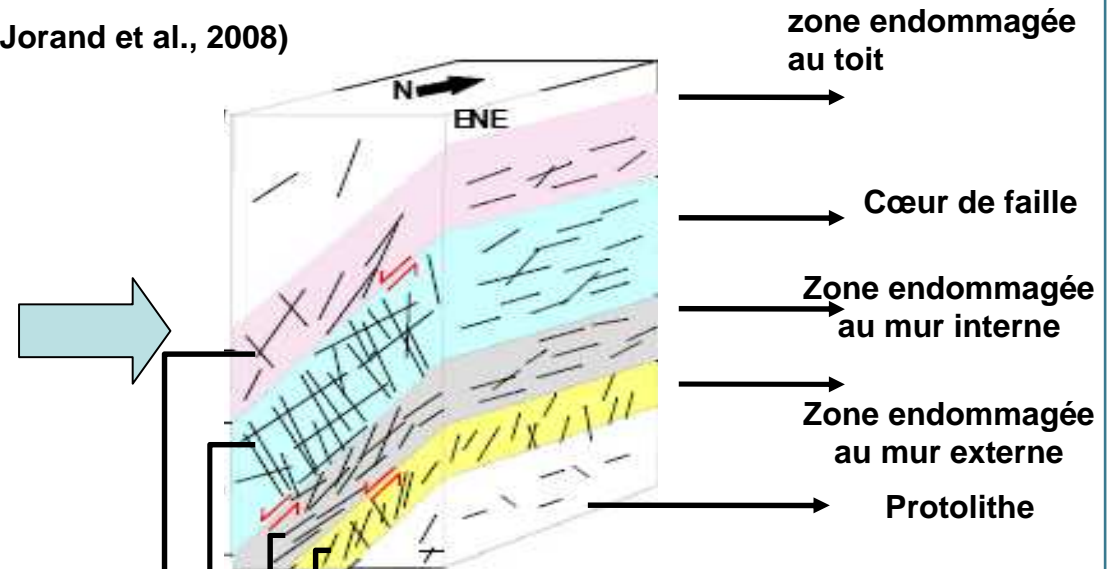 Jorand et al., 2008)
zone endommagée
au toit
N
ENE
Cœur de faille
Zone endommagée
au mur interne
Zone endommagée
au mur externe
Protolithe